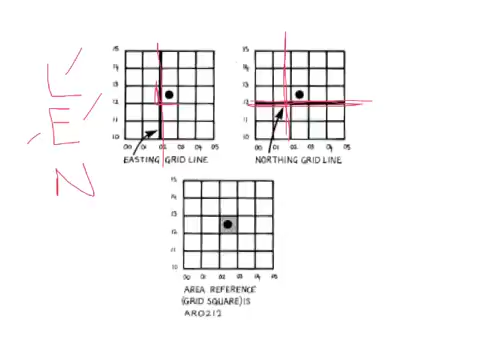 L
E
N
15
14
13
12
11
10
00 01 02 03 04 05
EASTING GRID LINE
15
14
13
12
11
10
00 01 02 03 04 05
NORTHING GRID LINE
15
14
13
12
11
10
00 01 02 03 04 05
AREA REFERENCE
(GRID SQUARE) IS
AR0212